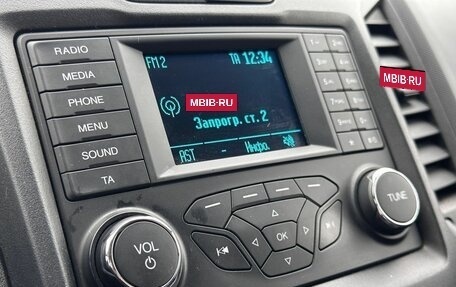 RADIO
MEDIA
PHONE
MENU
SOUND
TA
FM2 TA 12:34
MBIB·RU
Запрогр.ст.2
AST - Инфо.
MBIB·RU
VOL
OK
TUNE